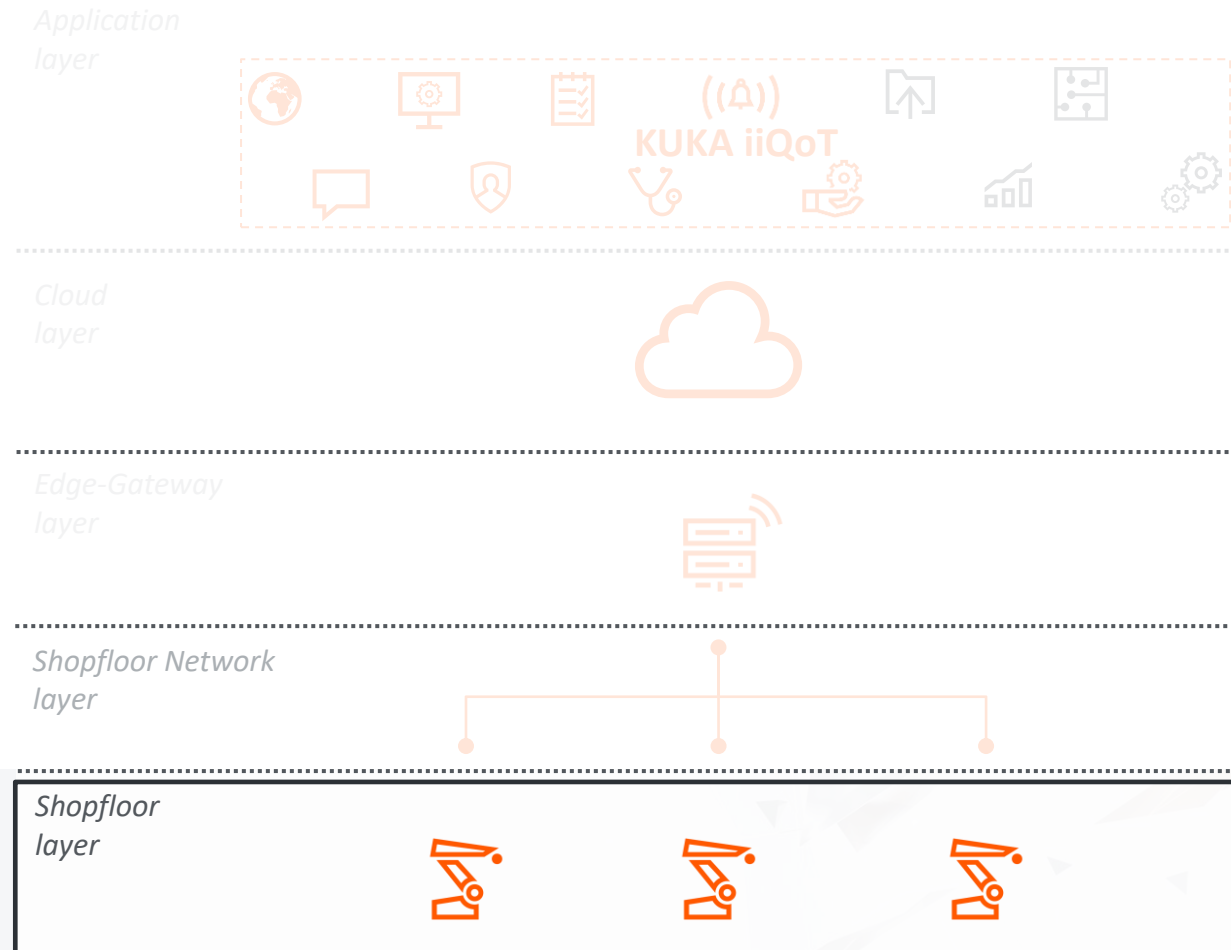 Application
layer
KUKA iiQoT
Cloud
layer
Edge-Gateway
layer
Shopfloor Network
layer
Shopfloor
layer